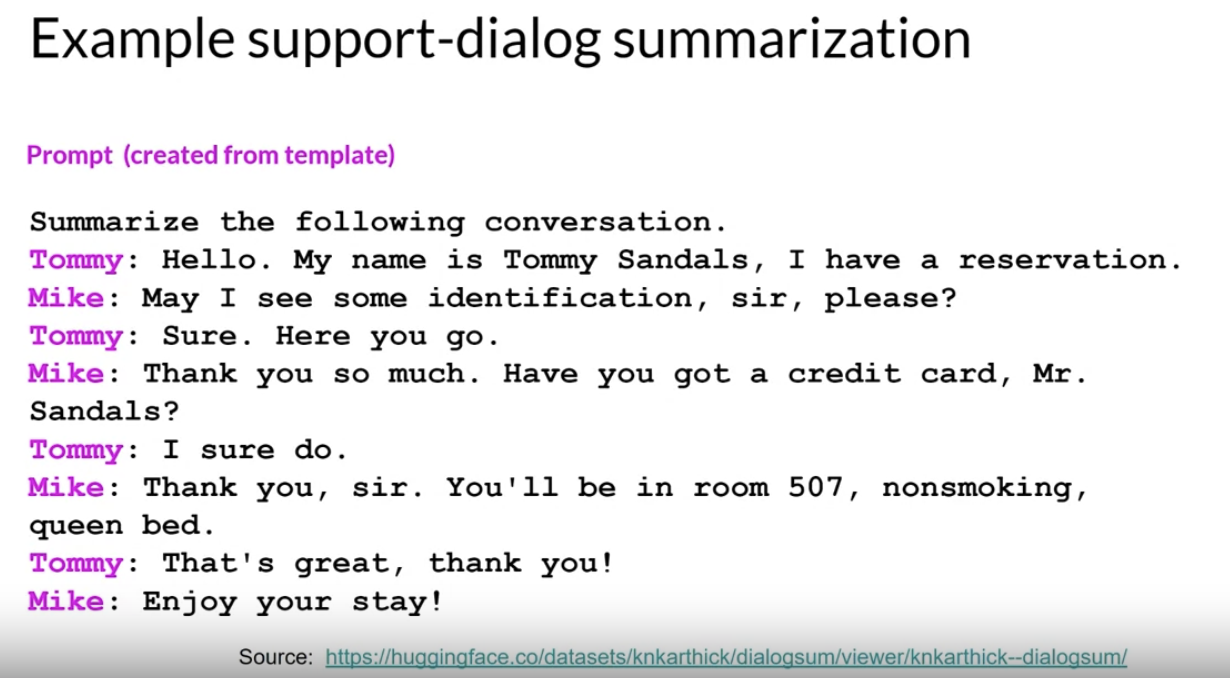 Example support-dialog summarization
Prompt (created from template)
Summarize the following conversation.
Tommy: Hello. My name is Tommy Sandals, I have a reservation.
Mike: May I see some identification, sir, please?
Tommy: Sure. Here you go.
Mike: Thank you so much. Have you got a credit card, Mr.
Sandals?
Tommy: I sure do.
Mike: Thank you, sir. You'll be in room 507, nonsmoking,
queen bed.
Tommy: That's great, thank you!
Mike: Enjoy your stay!
Source: https://huggingface.co/datasets/knkarthick/dialogsum/viewer/knkarthick--dialogsum/